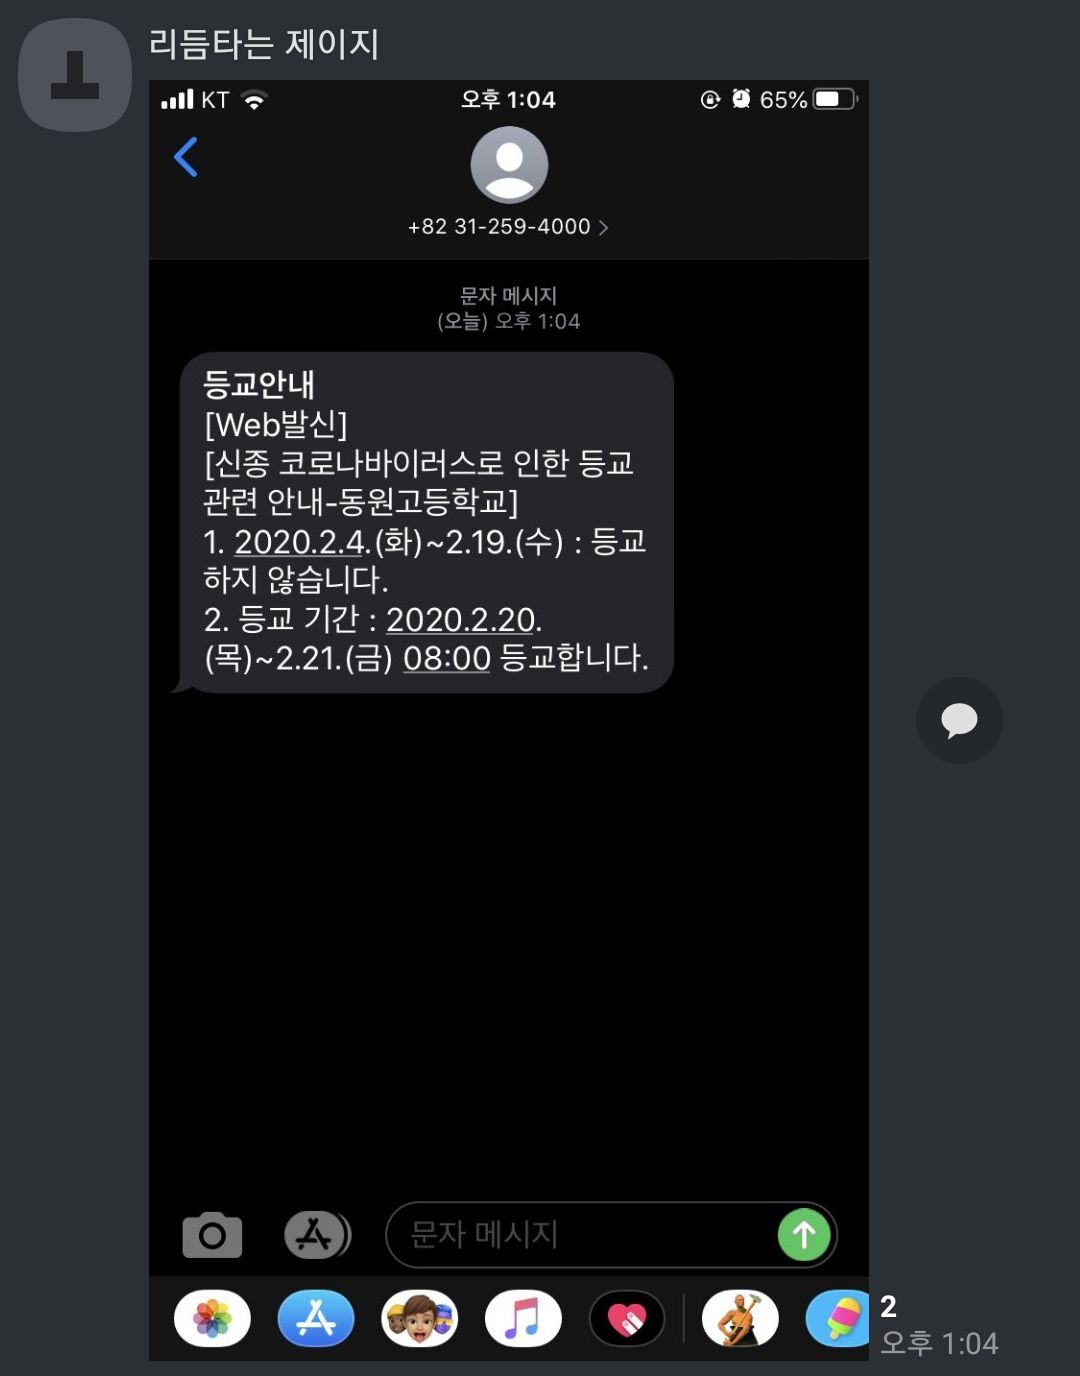 리듬타는 제이지
KT
오후 1:04
65%
+82 31-259-4000
문자 메시지
(오늘) 오후 1:04
등교안내
[Web발신]
[신종 코로나바이러스로 인한 등교
관련 안내-동원고등학교]
1. 2020.2.4.(화)~2.19.(수) : 등교
하지 않습니다.
2. 등교 기간 : 2020.2.20.
(목)~2.21.(금) 08:00 등교합니다.
문자 메시지
2
오후 1:04